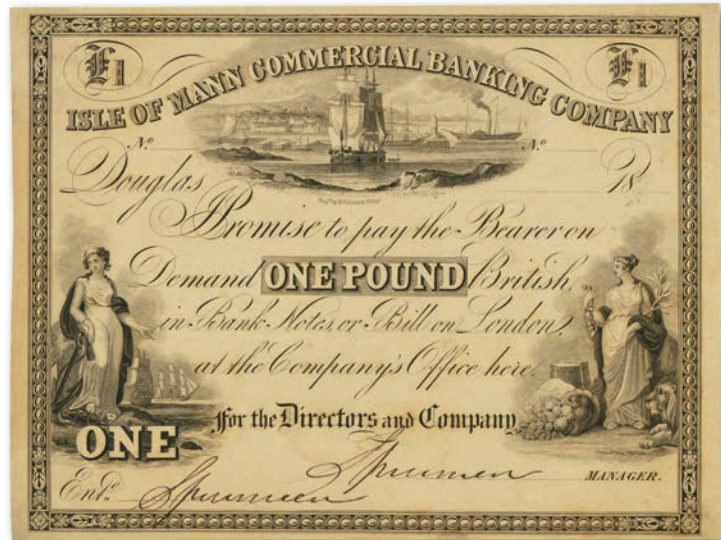 £1 £1
ISLE OF MANN COMMERCIAL BANKING COMPANY
No No
Douglas 18
Promise to pay the Bearer on
Demand ONE POUND British
in Bank Notes, or Bill on London,
at the Company's Office here.
For the Directors and Company
ONE
Specimen MANAGER.
Entd. Specimen